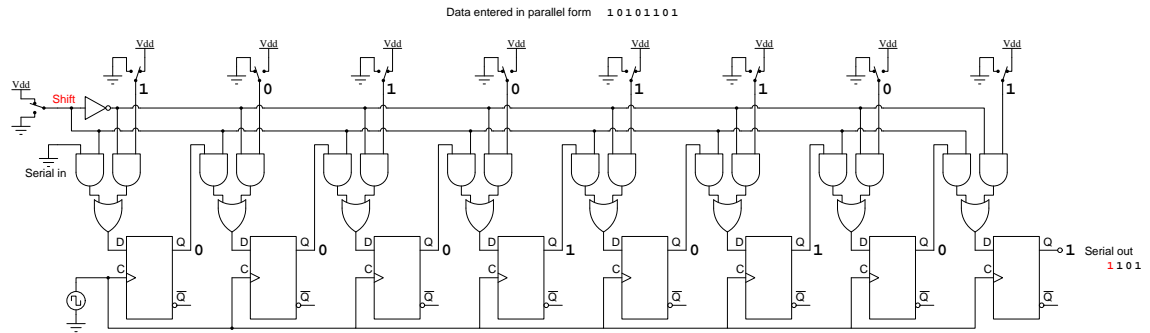 Data entered in parallel form 1 0 1 0 1 1 0 1
Vdd Vdd Vdd Vdd Vdd Vdd Vdd Vdd
1 0 1 0 1 1 0 1
Vdd
Shift
Serial in
D Q D Q D Q D Q D Q D Q D Q D Q
0 0 0 1 0 1 0 1 Serial out
1 1 0 1
C C C C C C C C
Q Q Q Q Q Q Q Q